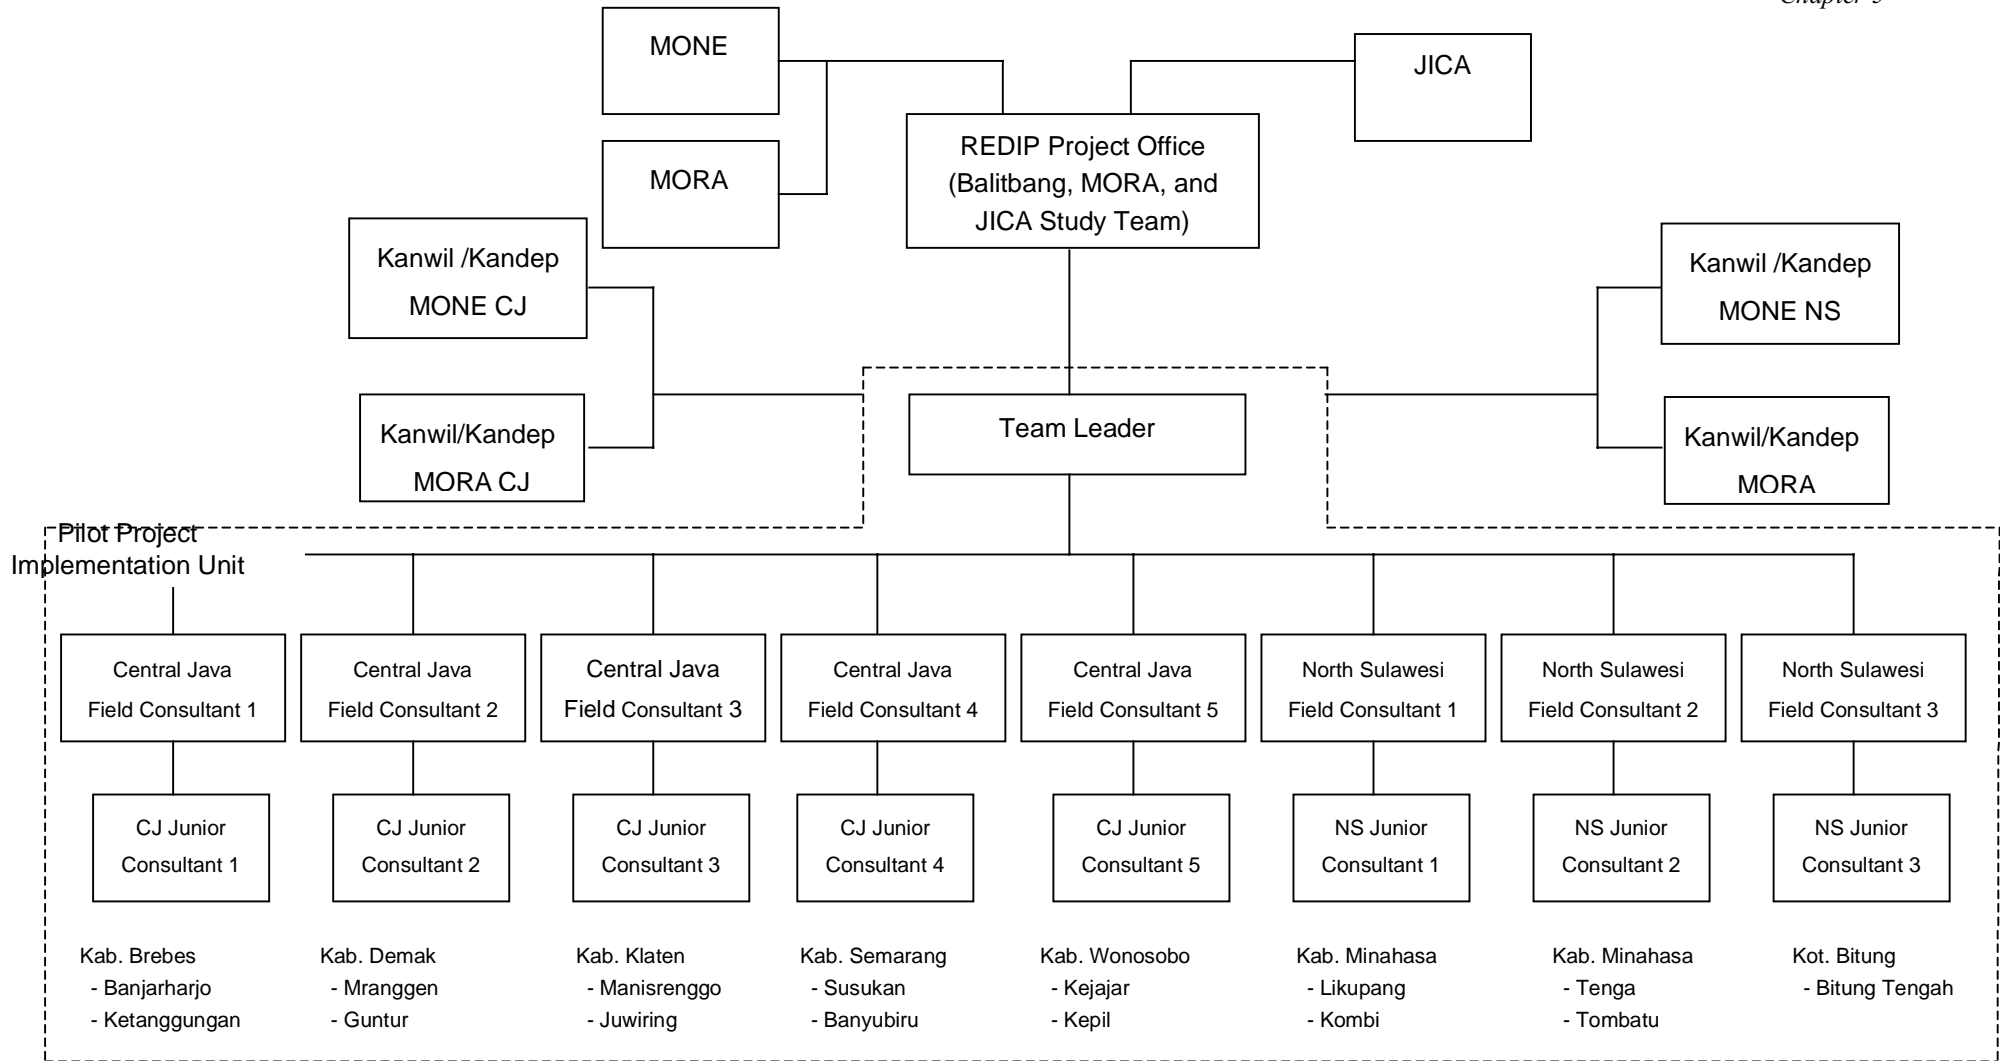 Chapter 3
MONE
JICA
REDIP Project Office
(Balitbang, MORA, and
JICA Study Team)
MORA
Kanwil /Kandep
MONE CJ
Kanwil /Kandep
MONE NS
Team Leader
Kanwil/Kandep
MORA CJ
Kanwil/Kandep
MORA
Pilot Project
Implementation Unit
Central Java
Field Consultant 1
Central Java
Field Consultant 2
Central Java
Field Consultant 3
Central Java
Field Consultant 4
Central Java
Field Consultant 5
North Sulawesi
Field Consultant 1
North Sulawesi
Field Consultant 2
North Sulawesi
Field Consultant 3
CJ Junior
Consultant 1
CJ Junior
Consultant 2
CJ Junior
Consultant 3
CJ Junior
Consultant 4
CJ Junior
Consultant 5
NS Junior
Consultant 1
NS Junior
Consultant 2
NS Junior
Consultant 3
Kab. Brebes
- Banjarharjo
- Ketanggungan
Kab. Demak
- Mranggen
- Guntur
Kab. Klaten
- Manisrenggo
- Juwiring
Kab. Semarang
- Susukan
- Banyubiru
Kab. Wonosobo
- Kejajar
- Kepil
Kab. Minahasa
- Likupang
- Kombi
Kab. Minahasa
- Tenga
- Tombatu
Kot. Bitung
- Bitung Tengah